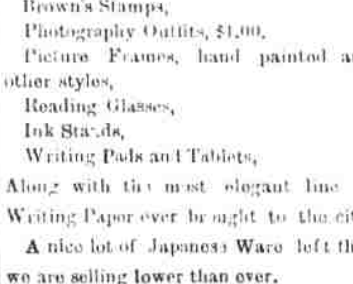 Brown's Stamps,
Photography Outfits, $1.00,
Picture Frames, hand painted a
other styles,
Reading Glasses,
Ink Stands,
Writing Pads and Tablets,
Along with the most elegant line
Writing Paper ever brought to the cit
A nice lot of Japanese Ware left th
we are selling lower than ever.